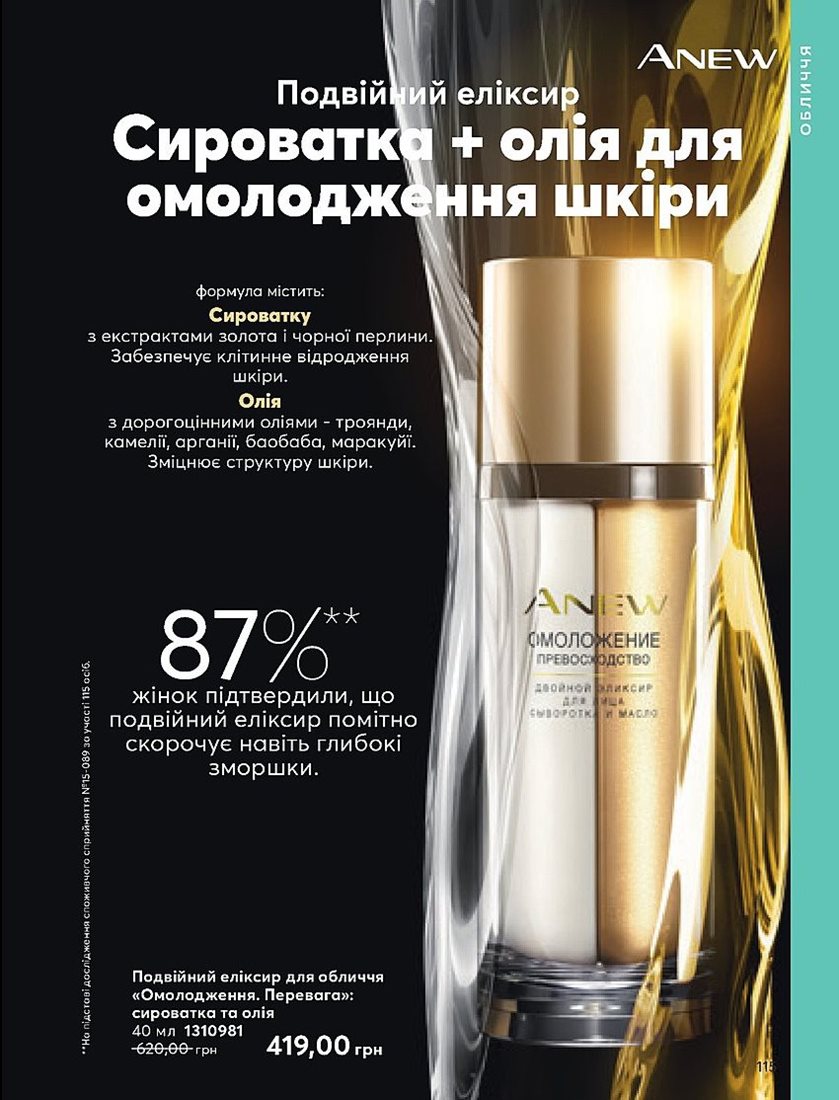 ANEW
ОБЛИЧЧЯ
Подвійний еліксир
Сироватка + олія для
омолодження шкіри
формула містить:
Сироватку
з екстрактами золота і чорної перлини.
Забезпечує клітинне відродження
шкіри.
Олія
з дорогоцінними оліями - троянди,
камелії, арганії, баобаба, маракуйї.
Зміцнює структуру шкіри.
87%**
жінок підтвердили, що
подвійний еліксир помітно
скорочує навіть глибокі
зморшки.
**На підстові дослідження споживчого сприйняття №15-089 за участі 115 осіб.
ANEW
ОМОЛОЖЕНИЕ
ПРЕВОСХОДСТВО
ДВОЙНОЙ ЭЛИКСИР
ДЛЯ ЛИЦА
СЫВОРОТКА И МАСЛО
Подвійний еліксир для обличчя
«Омолодження. Перевага»:
сироватка та олія
40 мл 1310981
620,00 грн 419,00 грн
115